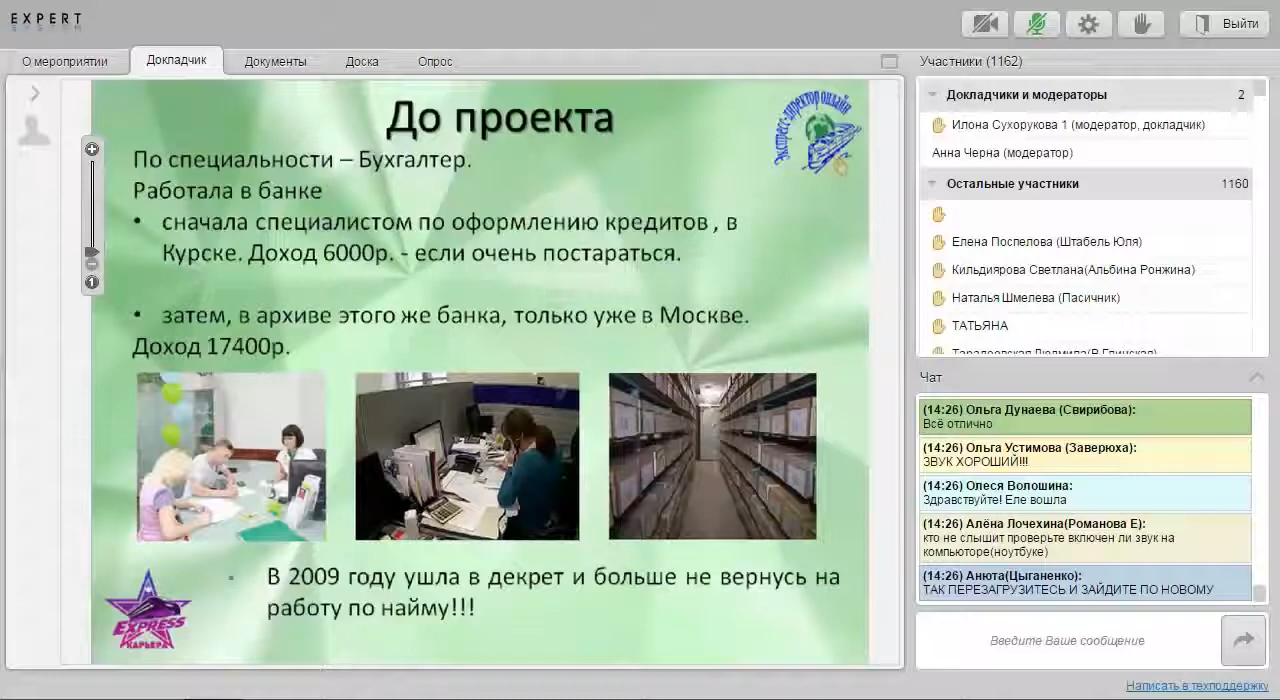 EXPERT
SYSTEM
Выйти
О мероприятии
Докладчик
Документы
Доска
Опрос
Участники (1162)
До проекта
Экспресс-директор онлайн
По специальности – Бухгалтер.
Работала в банке
• сначала специалистом по оформлению кредитов , в
Курске. Доход 6000р. - если очень постараться.
• затем, в архиве этого же банка, только уже в Москве.
Доход 17400р.
В 2009 году ушла в декрет и больше не вернусь на
работу по найму!!!
EXPRESS
КАРЬЕРА
Докладчики и модераторы 2
Илона Сухорукова 1 (модератор, докладчик)
Анна Черна (модератор)
Остальные участники 1160
Елена Поспелова (Штабель Юля)
Кильдиярова Светлана(Альбина Ронжина)
Наталья Шмелева (Пасичник)
ТАТЬЯНА
Чат
(14:26) Ольга Дунаева (Свирибова):
Всё отлично
(14:26) Ольга Устимова (Заверюха):
ЗВУК ХОРОШИЙ!!!
(14:26) Олеся Волошина:
Здравствуйте! Еле вошла
(14:26) Алёна Лочехина(Романова Е):
кто не слышит проверьте включен ли звук на
компьюторе(ноутбуке)
(14:26) Анюта(Цыганенко):
ТАК ПЕРЕЗАГРУЗИТЕСЬ И ЗАЙДИТЕ ПО НОВОМУ
Введите Ваше сообщение
Написать в техподдержку